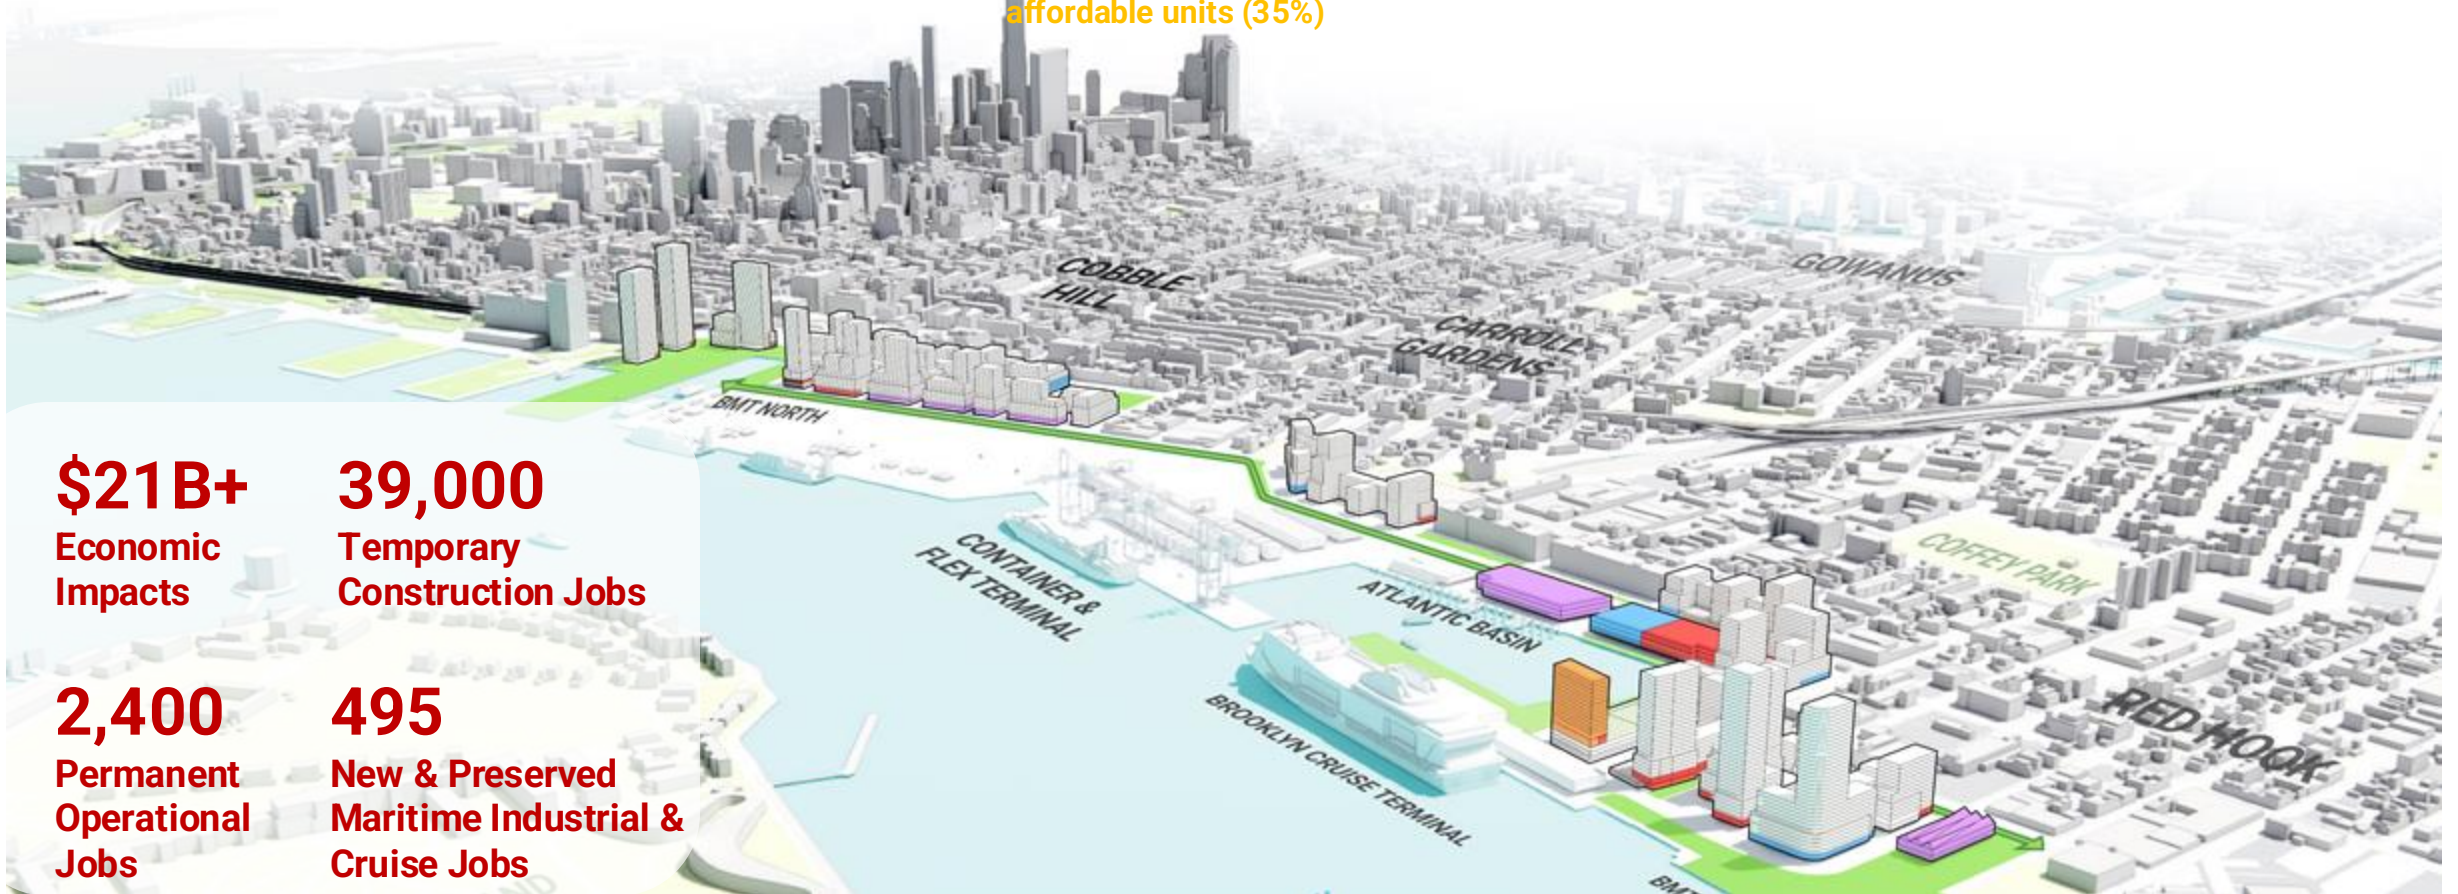 affordable units (35%)
COBBLE
HILL
GOWANUS
CARROLL
GARDENS
BMT NORTH
$21B+
Economic
Impacts
39,000
Temporary
Construction Jobs
CONTAINER &
FLEX TERMINAL
ATLANTIC BASIN
COFFEY PARK
BROOKLYN CRUISE TERMINAL
RED HOOK
2,400
Permanent
Operational
Jobs
495
New & Preserved
Maritime Industrial &
Cruise Jobs
BMT